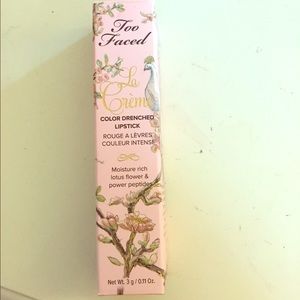 Too
Faced
La
Crème
COLOR DRENCHED
LIPSTICK
ROUGE A LÈVRES
COULEUR INTENSE
Moisture rich
lotus flower &
power peptides
Net Wt. 3 g / 0.11 Oz.